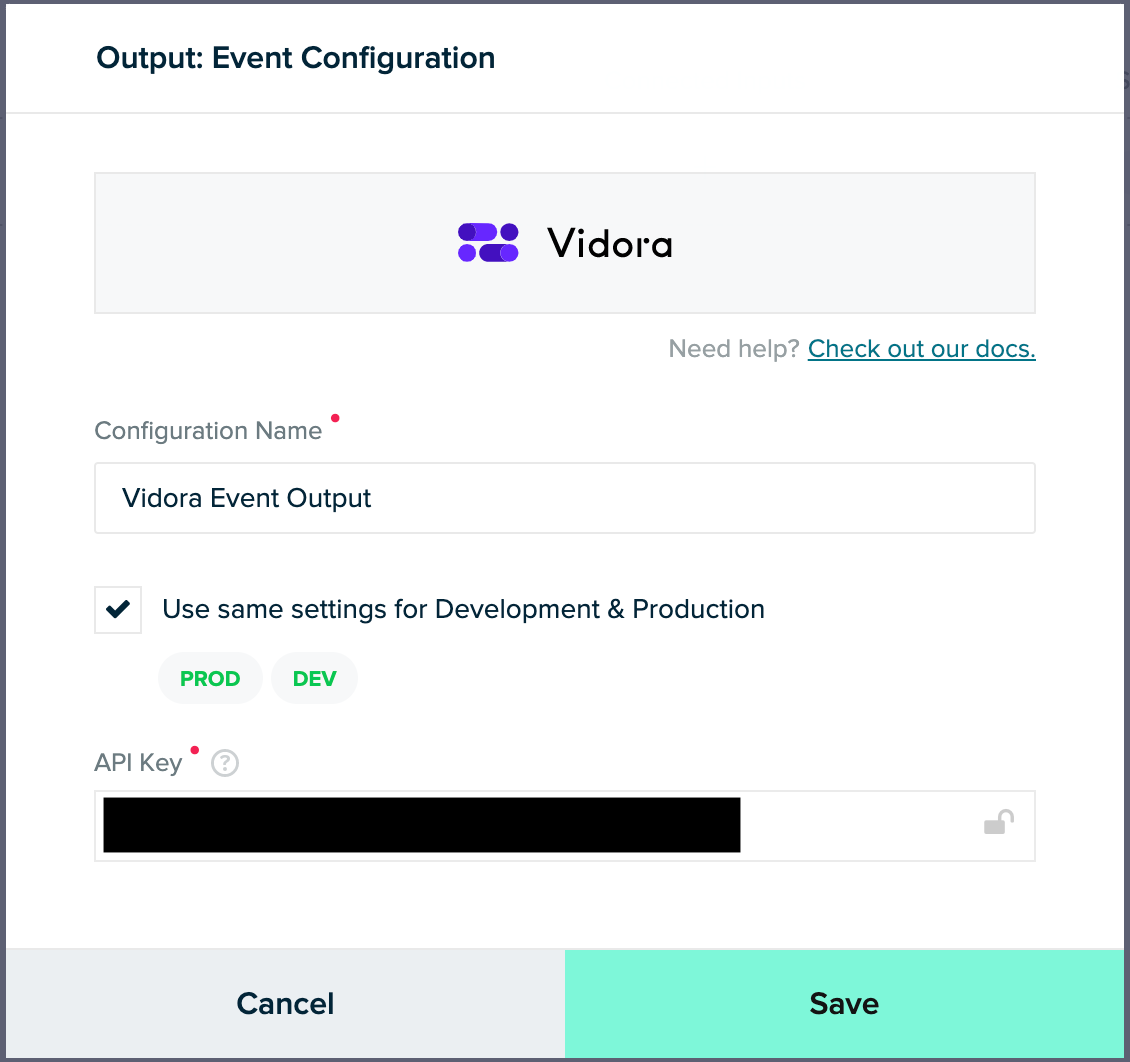 Output: Event Configuration
Vidora
Need help? Check out our docs.
Configuration Name
Vidora Event Output
Use same settings for Development & Production
PROD DEV
API Key ?
Cancel Save